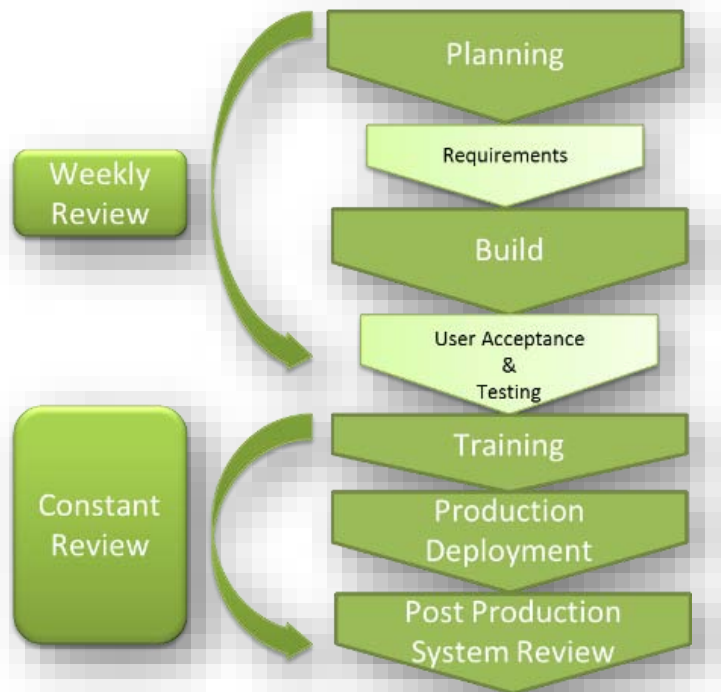 Planning
Requirements
Weekly
Review
Build
User Acceptance
&
Testing
Training
Constant
Review
Production
Deployment
Post Production
System Review